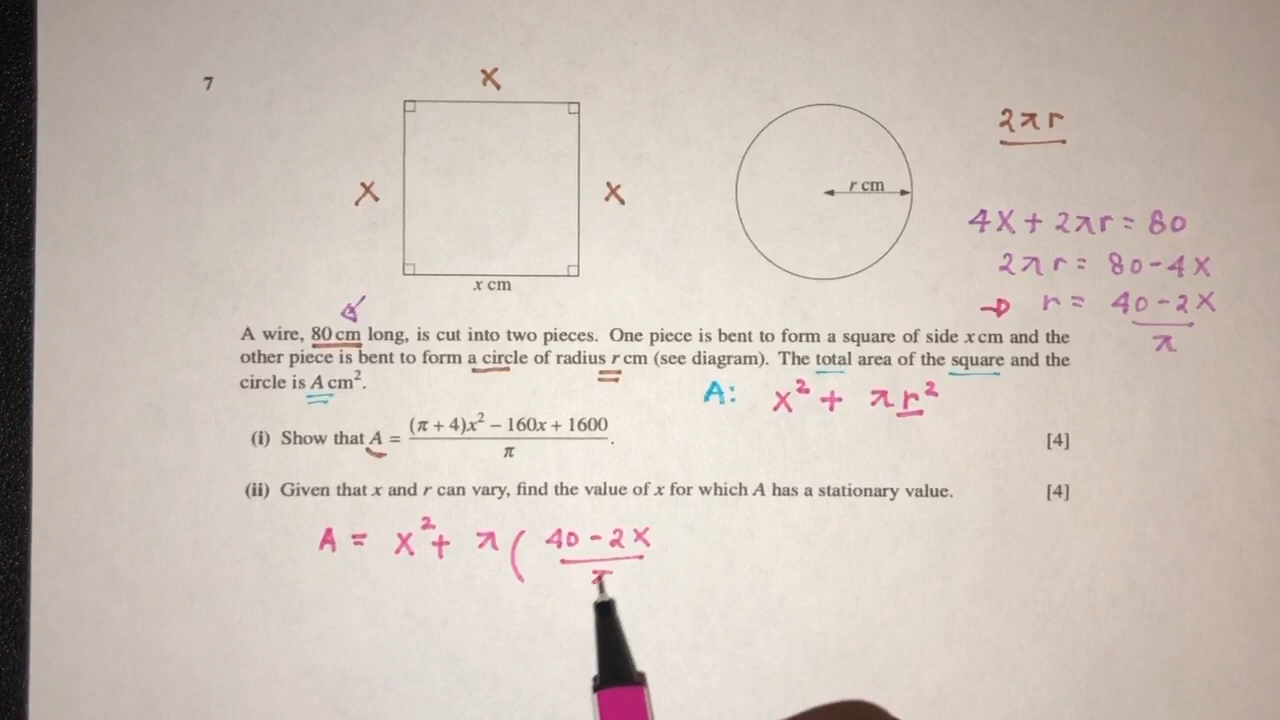 7
x
2πr
x
x
r cm
4x + 2πr = 80
2πr = 80 - 4x
x cm
→ r = (40 - 2x)/π
A wire, 80 cm long, is cut into two pieces. One piece is bent to form a square of side x cm and the
other piece is bent to form a circle of radius r cm (see diagram). The total area of the square and the
circle is A cm².
A: x² + πr²
(i) Show that A = ((π + 4)x² − 160x + 1600)/π. [4]
(ii) Given that x and r can vary, find the value of x for which A has a stationary value. [4]
A = x² + π( (40 - 2x)/π